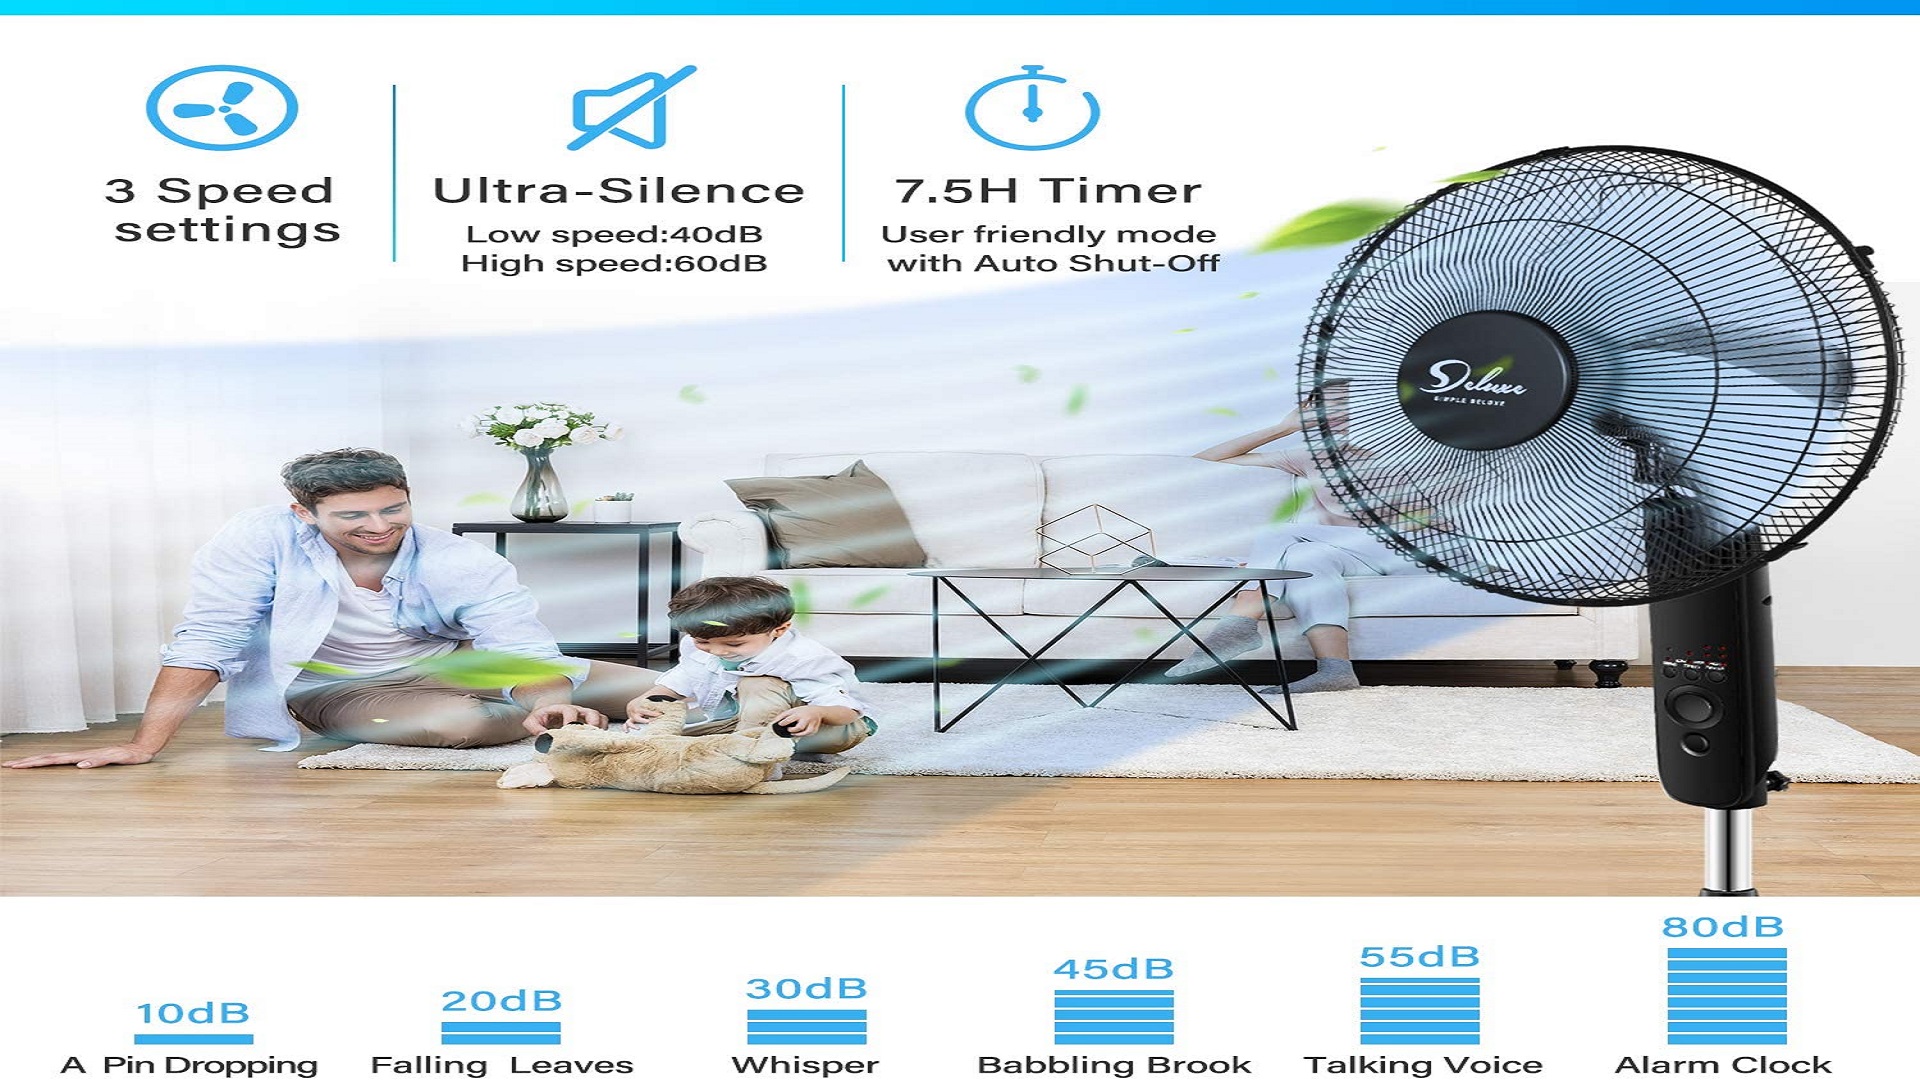 3 Speed
settings
Ultra-Silence
Low speed:40dB
High speed:60dB
7.5H Timer
User friendly mode
with Auto Shut-Off
Deluxe
SIMPLE DELUXE
10dB
A Pin Dropping
20dB
Falling Leaves
30dB
Whisper
45dB
Babbling Brook
55dB
Talking Voice
80dB
Alarm Clock